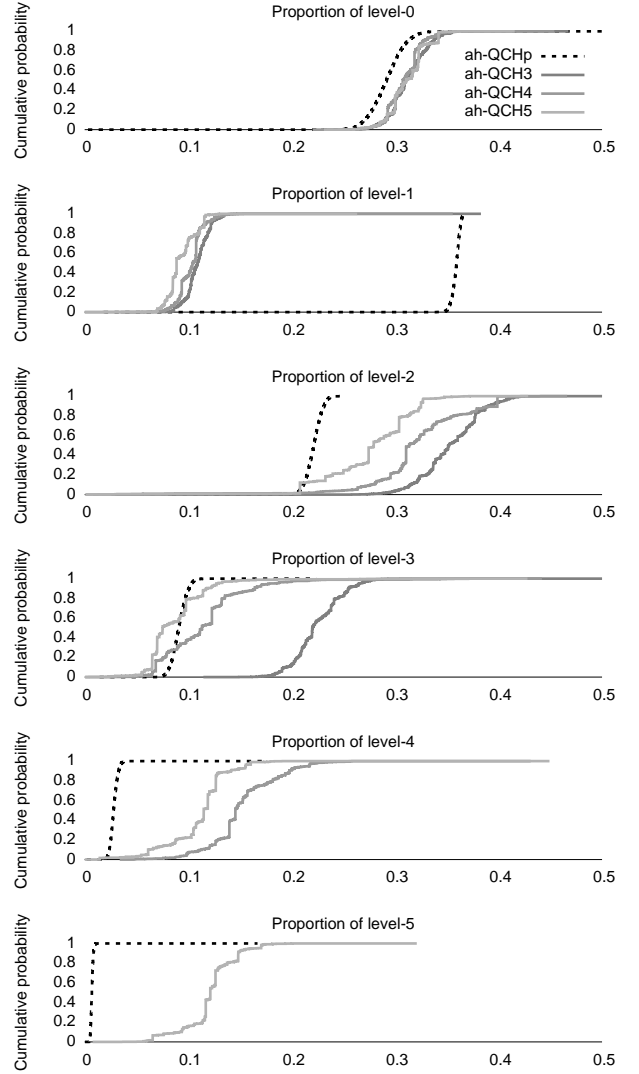 Proportion of level-0
Cumulative probability
1
0.8
0.6
0.4
0.2
0
ah-QCHp
ah-QCH3
ah-QCH4
ah-QCH5
0 0.1 0.2 0.3 0.4 0.5
Proportion of level-1
Cumulative probability
1
0.8
0.6
0.4
0.2
0
0 0.1 0.2 0.3 0.4 0.5
Proportion of level-2
Cumulative probability
1
0.8
0.6
0.4
0.2
0
0 0.1 0.2 0.3 0.4 0.5
Proportion of level-3
Cumulative probability
1
0.8
0.6
0.4
0.2
0
0 0.1 0.2 0.3 0.4 0.5
Proportion of level-4
Cumulative probability
1
0.8
0.6
0.4
0.2
0
0 0.1 0.2 0.3 0.4 0.5
Proportion of level-5
Cumulative probability
1
0.8
0.6
0.4
0.2
0
0 0.1 0.2 0.3 0.4 0.5